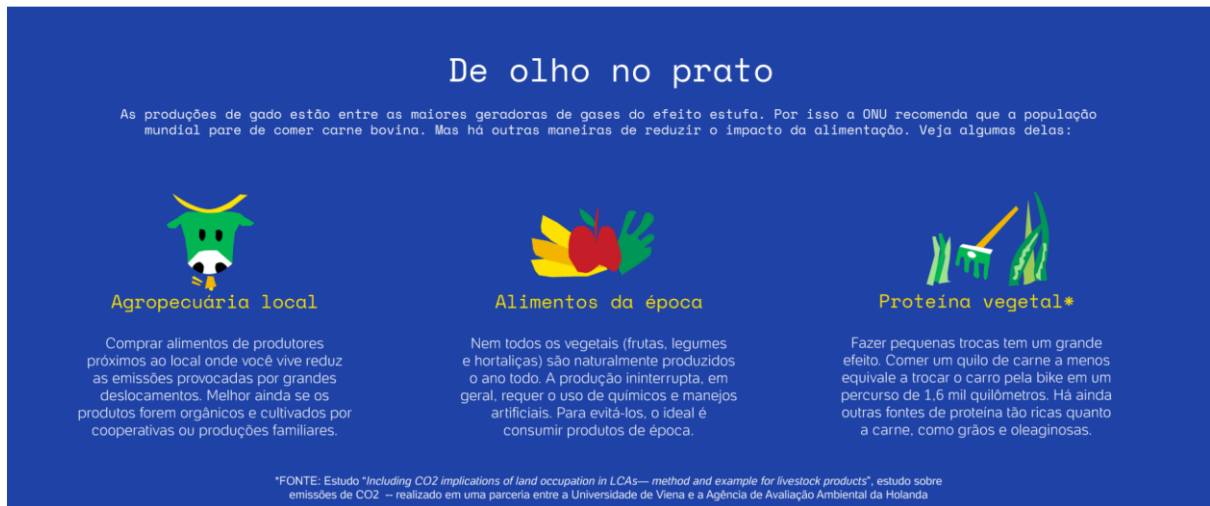 De olho no prato
As produções de gado estão entre as maiores geradoras de gases do efeito estufa. Por isso a ONU recomenda que a população
mundial pare de comer carne bovina. Mas há outras maneiras de reduzir o impacto da alimentação. Veja algumas delas:
Agropecuária local
Comprar alimentos de produtores
próximos ao local onde você vive reduz
as emissões provocadas por grandes
deslocamentos. Melhor ainda se os
produtos forem orgânicos e cultivados por
cooperativas ou produções familiares.
Alimentos da época
Nem todos os vegetais (frutas, legumes
e hortaliças) são naturalmente produzidos
o ano todo. A produção ininterrupta, em
geral, requer o uso de químicos e manejos
artificiais. Para evitá-los, o ideal é
consumir produtos de época.
Proteína vegetal*
Fazer pequenas trocas tem um grande
efeito. Comer um quilo de carne a menos
equivale a trocar o carro pela bike em um
percurso de 1,6 mil quilômetros. Há ainda
outras fontes de proteína tão ricas quanto
a carne, como grãos e oleaginosas.
*FONTE: Estudo "Including CO2 implications of land occupation in LCAs— method and example for livestock products", estudo sobre
emissões de CO2 -- realizado em uma parceria entre a Universidade de Viena e a Agência de Avaliação Ambiental da Holanda